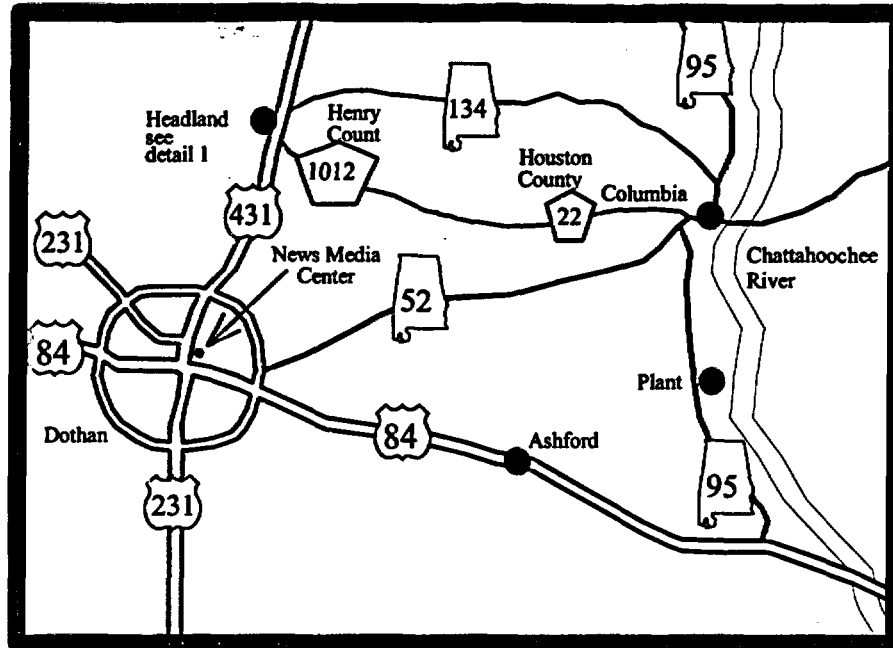 95
Headland
see
detail 1
Henry
Count
134
1012
Houston
County
Columbia
22
431
231
News Media
Center
Chattahoochee
River
52
84
Plant
Dothan
84
Ashford
95
231